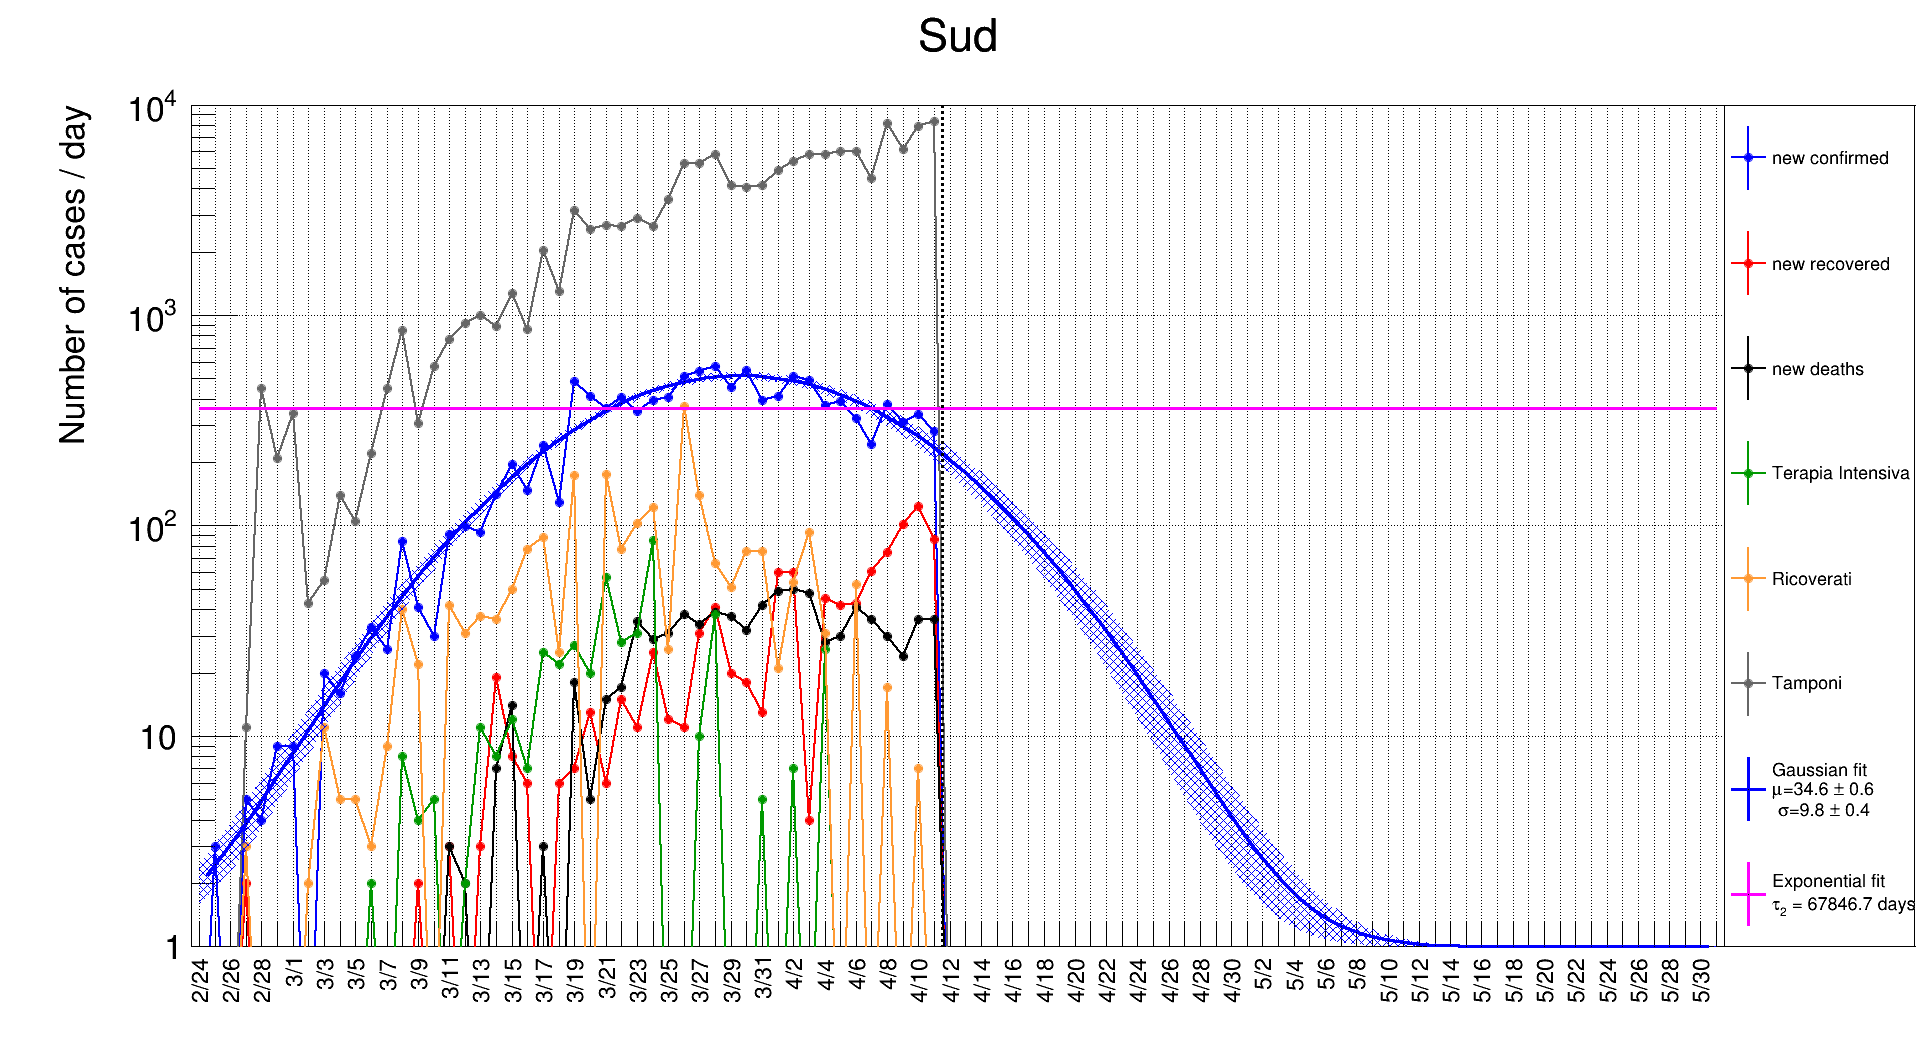 Sud
Number of cases / day
10^4
10^3
10^2
10
1
2/24 2/26 2/28 3/1 3/3 3/5 3/7 3/9 3/11 3/13 3/15 3/17 3/19 3/21 3/23 3/25 3/27 3/29 3/31 4/2 4/4 4/6 4/8 4/10 4/12 4/14 4/16 4/18 4/20 4/22 4/24 4/26 4/28 4/30 5/2 5/4 5/6 5/8 5/10 5/12 5/14 5/16 5/18 5/20 5/22 5/24 5/26 5/28 5/30
new confirmed
new recovered
new deaths
Terapia Intensiva
Ricoverati
Tamponi
Gaussian fit
μ=34.6 ± 0.6
σ=9.8 ± 0.4
Exponential fit
τ₂ = 67846.7 days